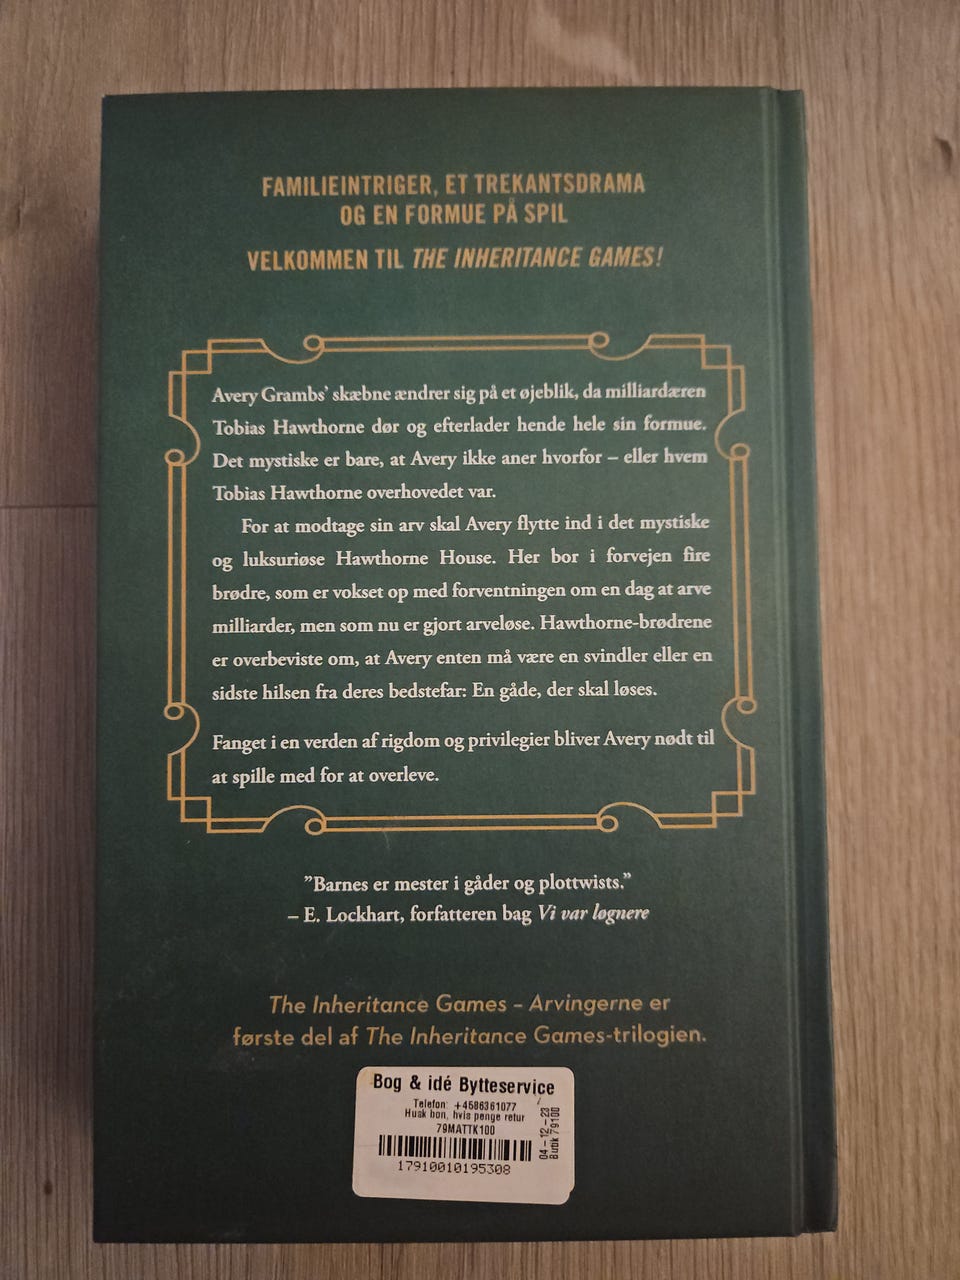 FAMILIEINTRIGER, ET TREKANTSDRAMA
OG EN FORMUE PÅ SPIL
VELKOMMEN TIL THE INHERITANCE GAMES!
Avery Grambs’ skæbne ændrer sig på et øjeblik, da milliardæren
Tobias Hawthorne dør og efterlader hende hele sin formue.
Det mystiske er bare, at Avery ikke aner hvorfor – eller hvem
Tobias Hawthorne overhovedet var.
For at modtage sin arv skal Avery flytte ind i det mystiske
og luksuriøse Hawthorne House. Her bor i forvejen fire
brødre, som er vokset op med forventningen om en dag at arve
milliarder, men som nu er gjort arveløse. Hawthorne-brødrene
er overbeviste om, at Avery enten må være en svindler eller en
sidste hilsen fra deres bedstefar: En gåde, der skal løses.
Fanget i en verden af rigdom og privilegier bliver Avery nødt til
at spille med for at overleve.
”Barnes er mester i gåder og plottwists.”
– E. Lockhart, forfatteren bag Vi var løgnere
The Inheritance Games – Arvingerne er
første del af The Inheritance Games-trilogien.
Bog & idé Bytteservice
Telefon: +4586361077
Husk bon, hvis penge retur
79MATTK100
17910010195308
04-12-23
Butik 79100